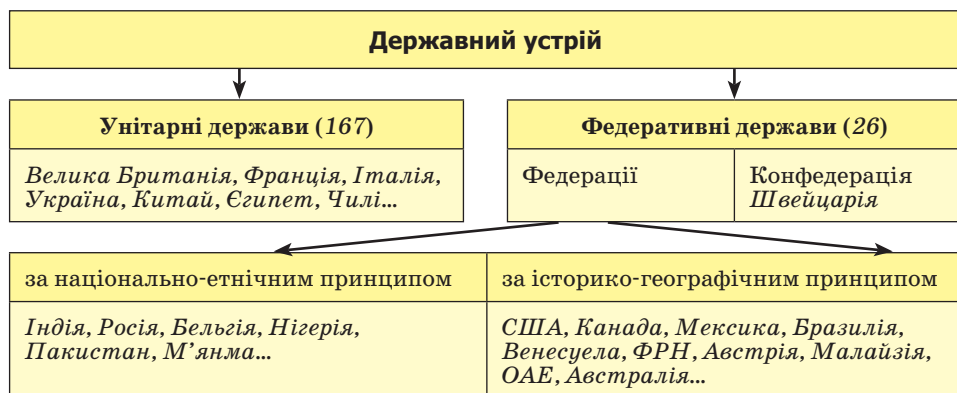 Державний устрій
Унітарні держави (167)
Велика Британія, Франція, Італія,
Україна, Китай, Єгипет, Чилі...
Федеративні держави (26)
Федерації
Конфедерація
Швейцарія
за національно-етнічним принципом
Індія, Росія, Бельгія, Нігерія,
Пакистан, М’янма...
за історико-географічним принципом
США, Канада, Мексика, Бразилія,
Венесуела, ФРН, Австрія, Малайзія,
ОАЕ, Австралія...